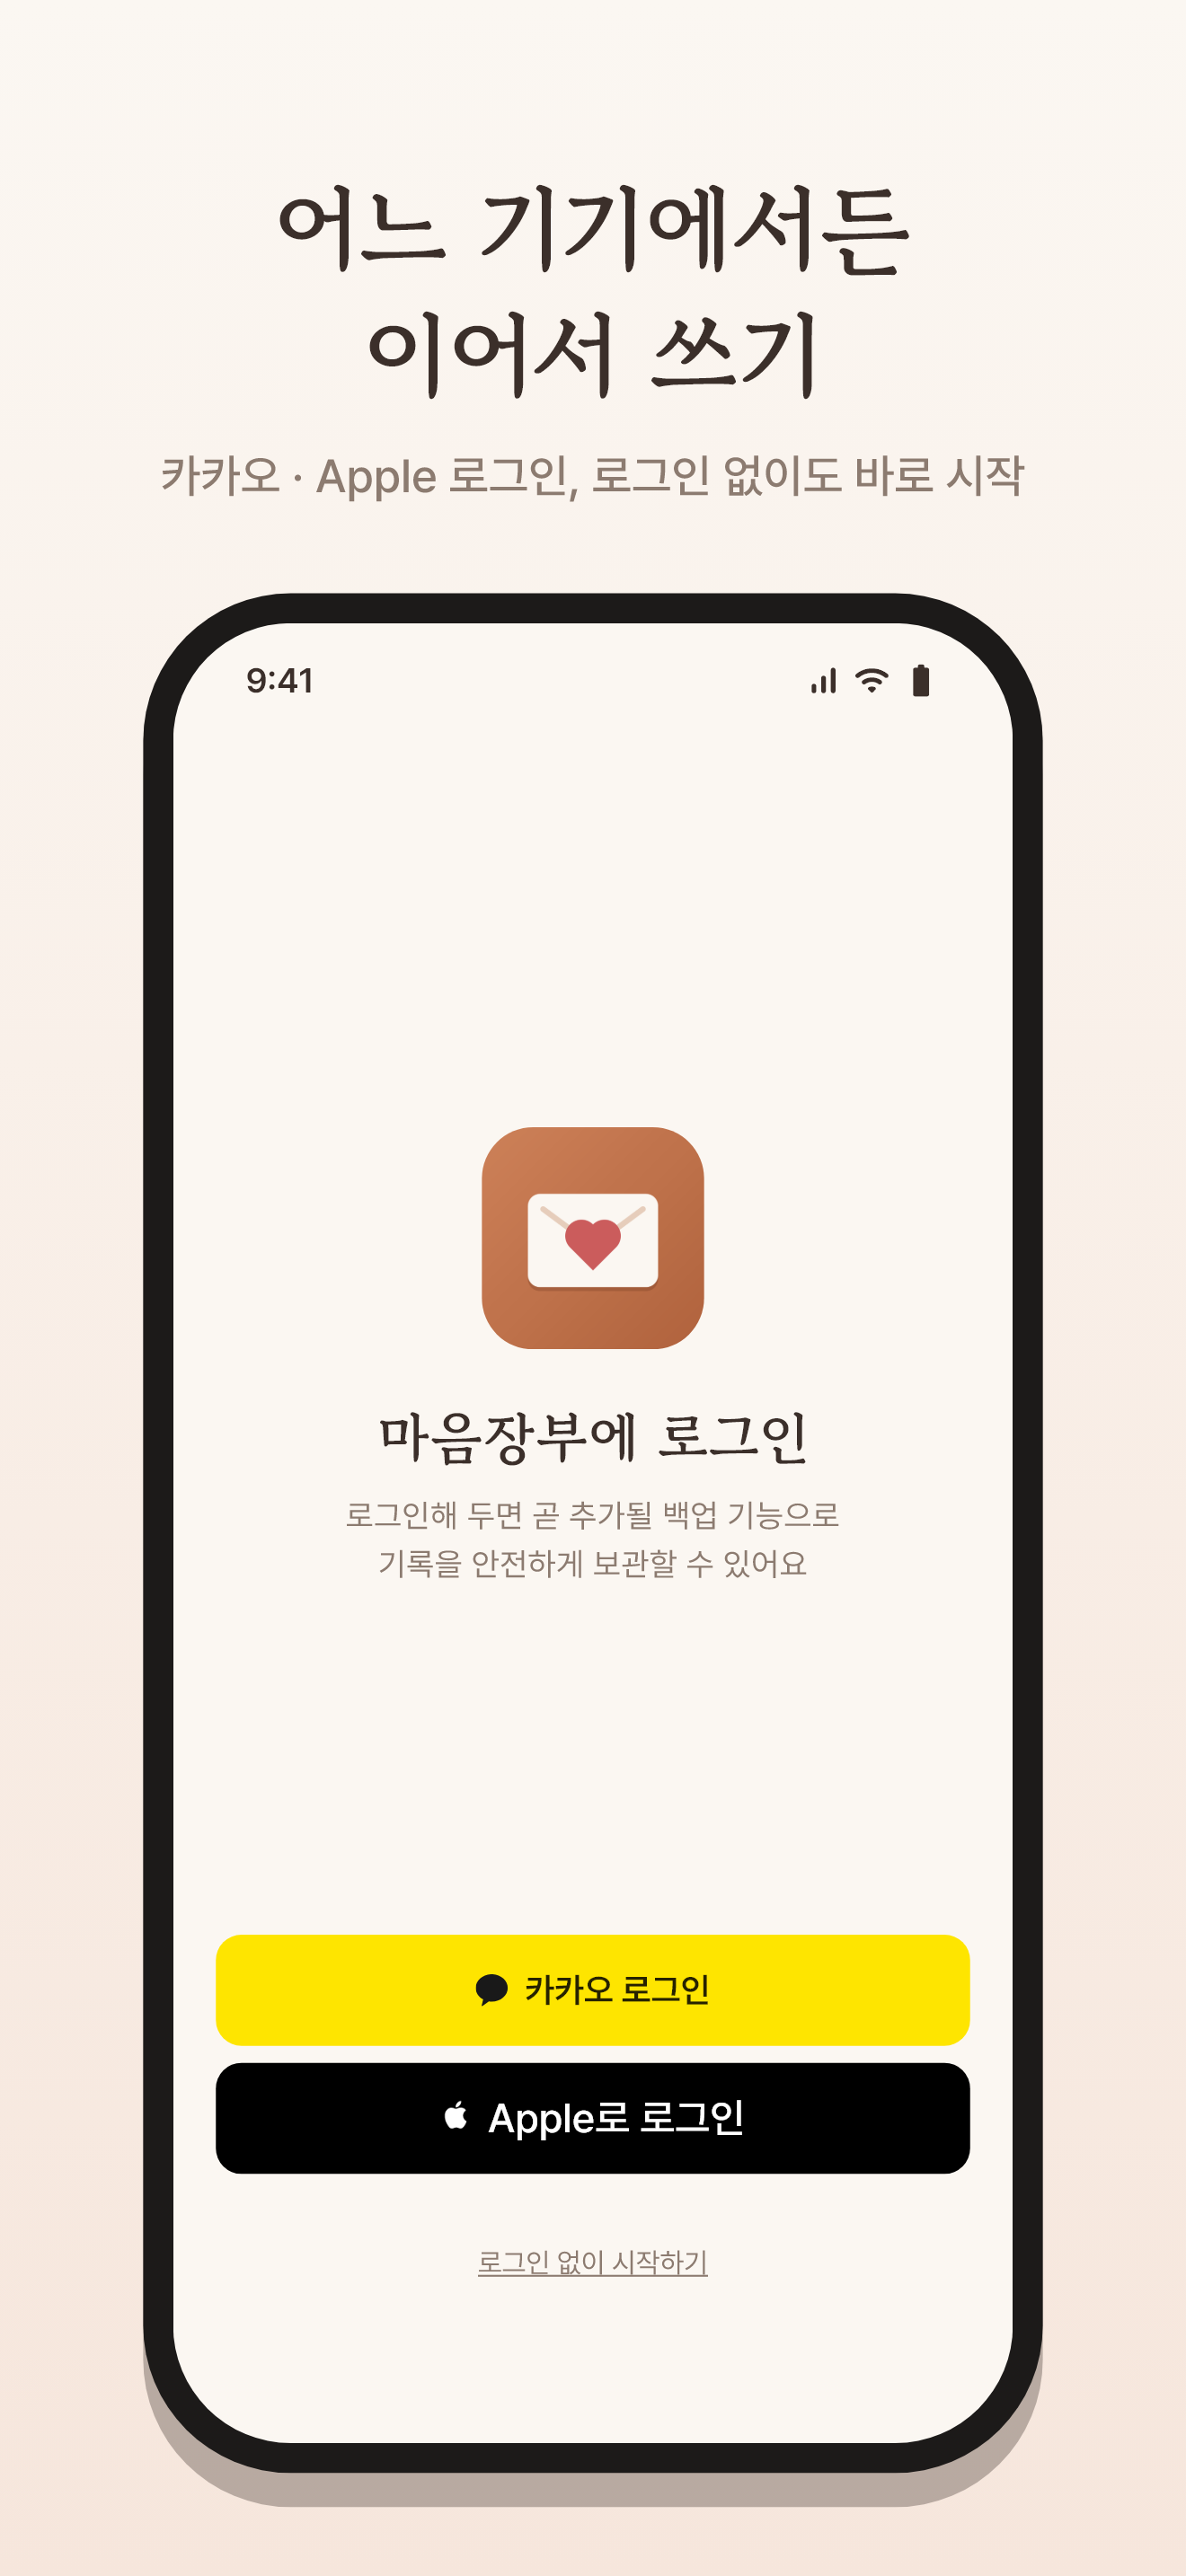 어느 기기에서든
이어서 쓰기
카카오 · Apple 로그인, 로그인 없이도 바로 시작
9:41
마음장부에 로그인
로그인해 두면 곧 추가될 백업 기능으로
기록을 안전하게 보관할 수 있어요
카카오 로그인
Apple로 로그인
로그인 없이 시작하기